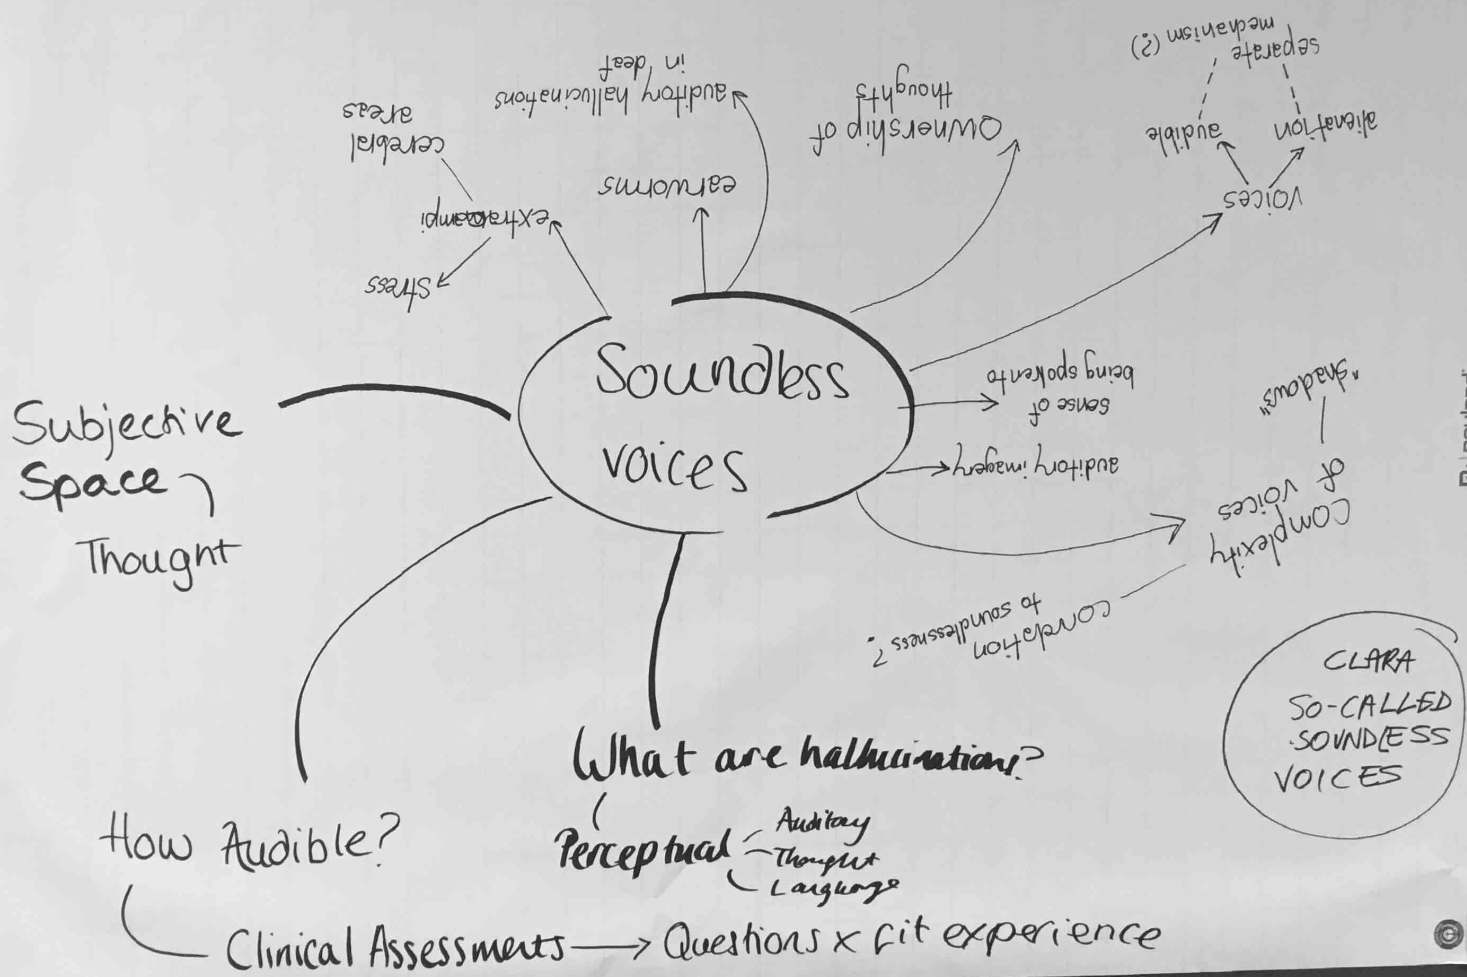 Soundless
voices
Subjective
Space
Thought
How Audible?
Clinical Assessments → Questions x fit experience
What are hallucinations?
Perceptual
Auditory
Thought
Language
CLARA
SO-CALLED
SOUNDLESS
VOICES
correlation
to soundlessness?
complexity
of voices
"shadows"
auditory imagery
sense of
being spoken to
voices
alienation
audible
separate
mechanism (?)
Ownership of
thoughts
auditory hallucinations
in deaf
earworms
extracampi
stress
cerebral
areas
©